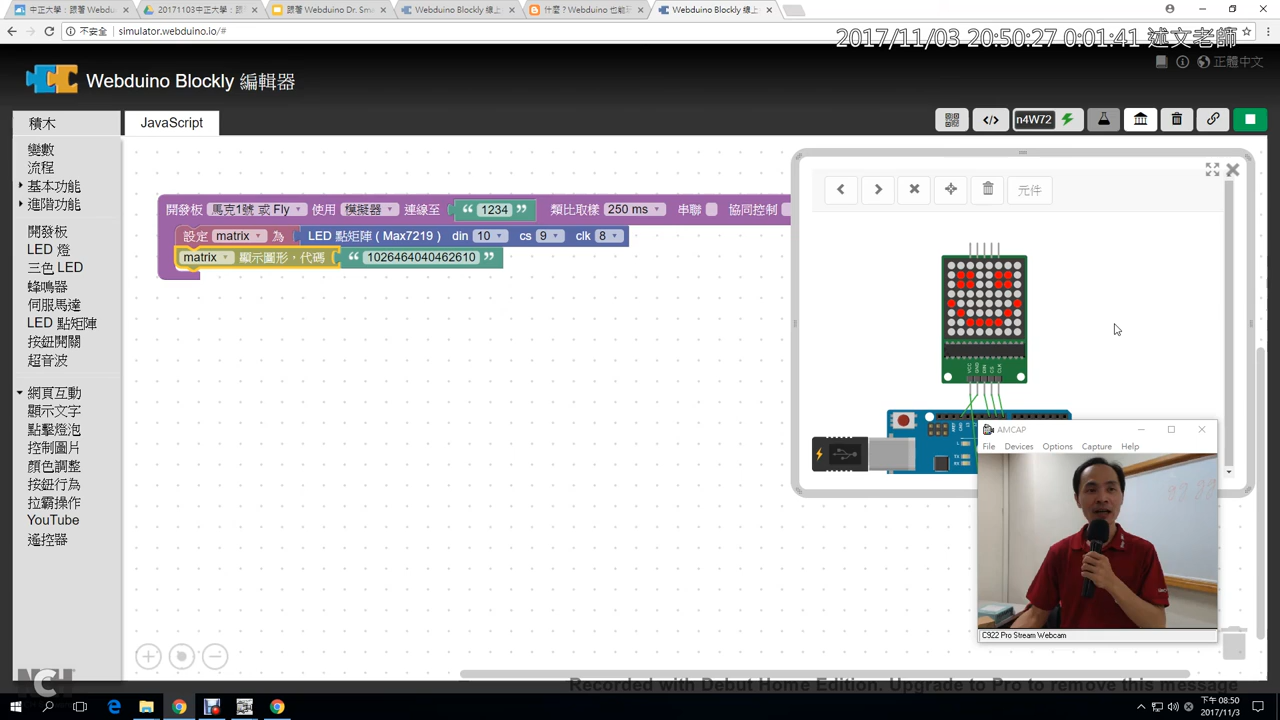 中正大學：跟著 Webdu
20171103中正大學：跟
跟著 Webduino Dr. Sma
Webduino Blockly 線上
什麼？Webduino 也能玩
Webduino Blockly 線上
不安全 simulator.webduino.io/#
2017/11/03 20:50:27 0:01:41 述文老師
Webduino Blockly 編輯器
正體中文
積木
JavaScript
n4W72
變數
流程
基本功能
進階功能
開發板
LED 燈
三色 LED
蜂鳴器
伺服馬達
LED 點矩陣
按鈕開關
超音波
網頁互動
顯示文字
點擊燈泡
控制圖片
顏色調整
按鈕行為
拉霸操作
YouTube
遙控器
開發板 馬克1號 或 Fly 使用 模擬器 連線至 “ 1234 ” 類比取樣 250 ms 串聯 協同控制
設定 matrix 為 LED 點矩陣 ( Max7219 ) din 10 cs 9 clk 8
matrix 顯示圖形，代碼 “ 1026464040462610 ”
元件
VCC GND DIN CS CLK
AMCAP
File Devices Options Capture Help
C922 Pro Stream Webcam
NCH
Recorded with Debut Home Edition. Upgrade to Pro to remove this message
下午 08:50
2017/11/3